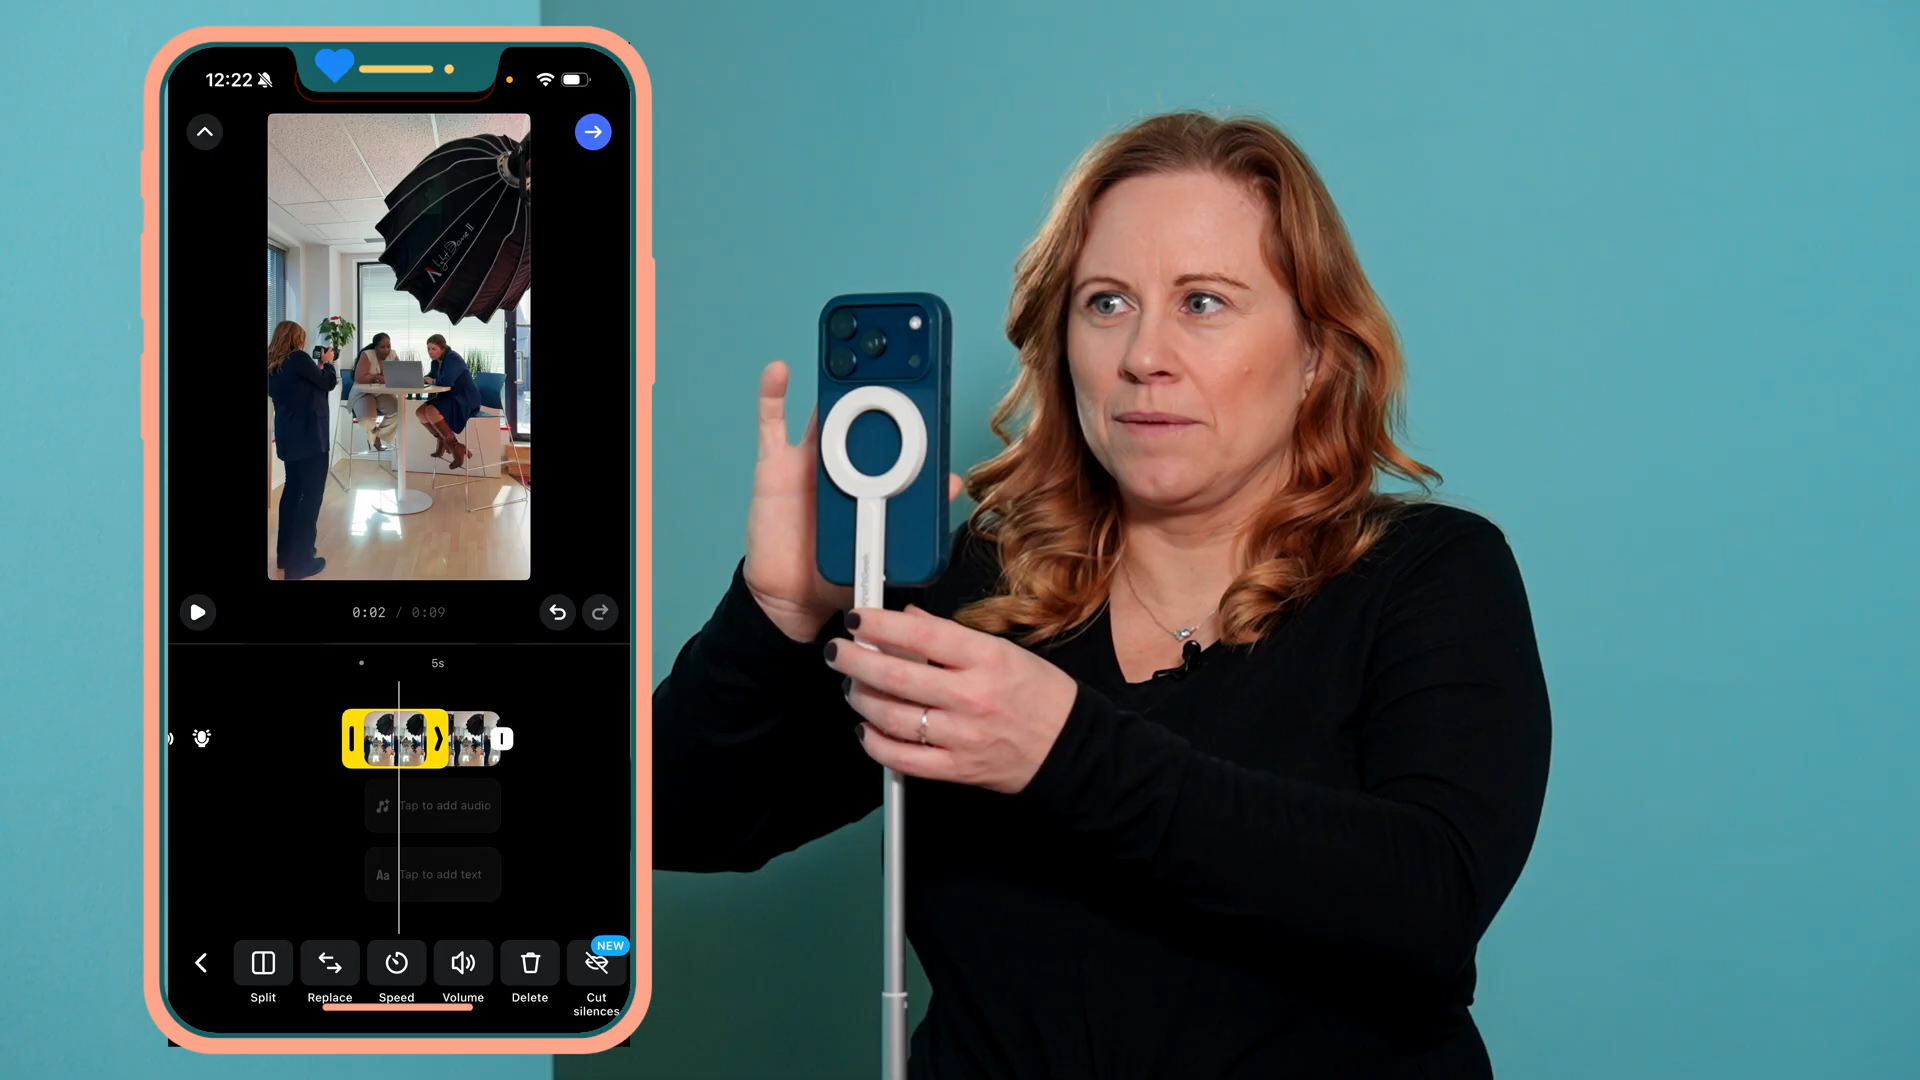 12:22
0:02 / 0:09
5s
Tap to add audio
Aa Tap to add text
NEW
Split Replace Speed Volume Delete Cut silences